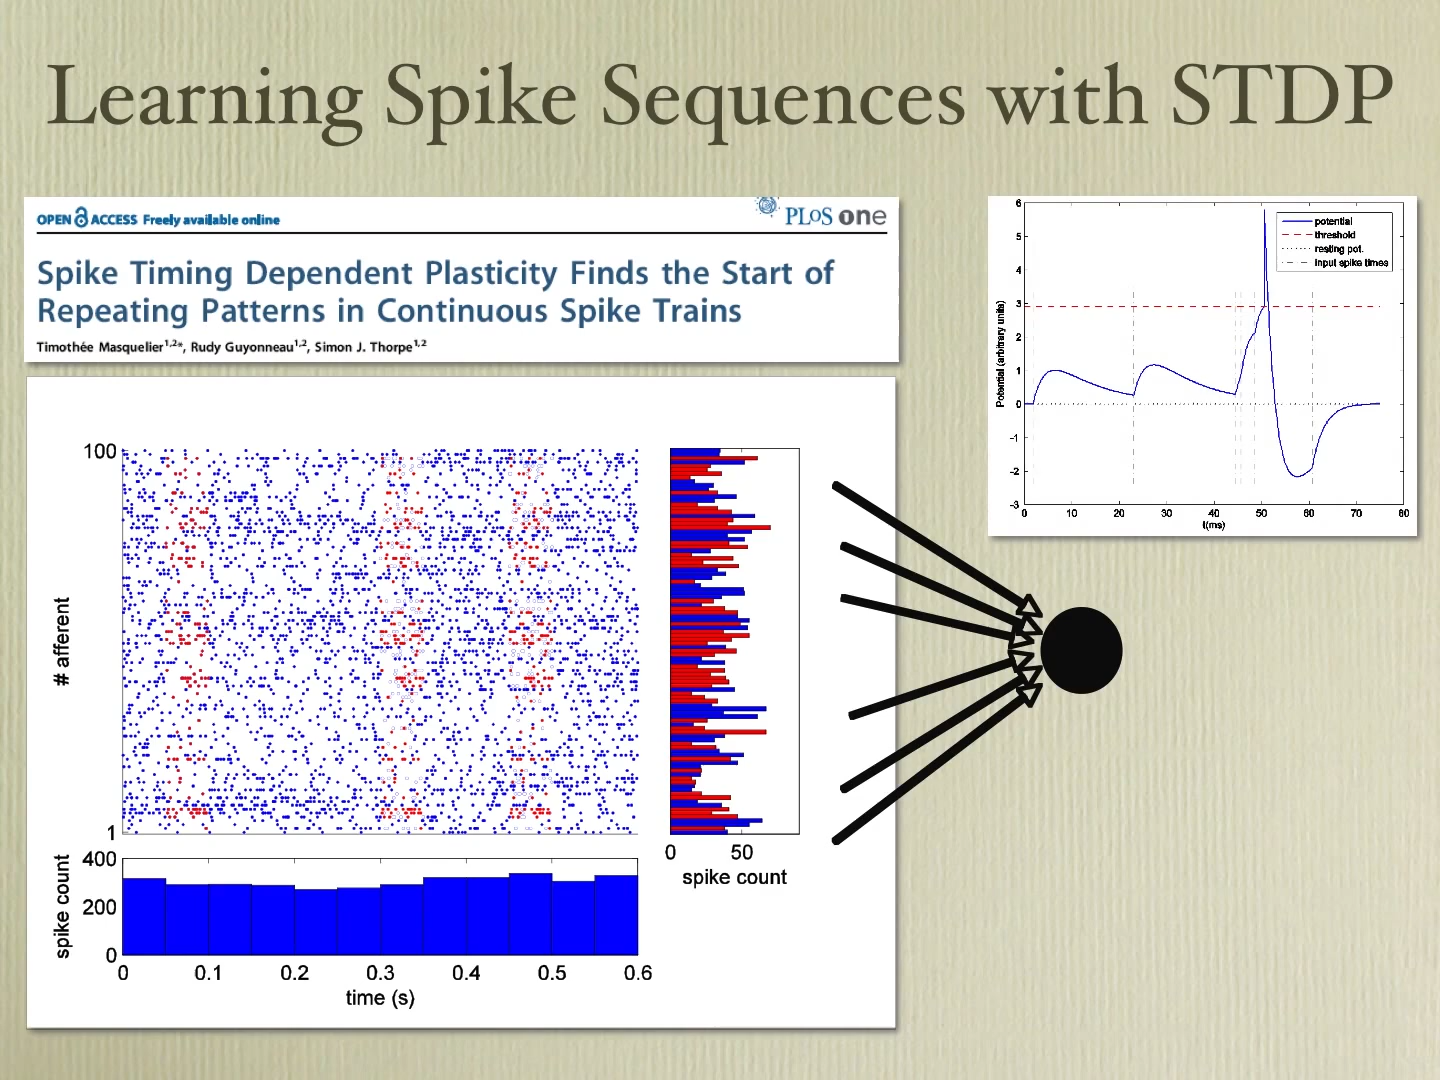 Learning Spike Sequences with STDP
OPEN ACCESS Freely available online
PLoS one
Spike Timing Dependent Plasticity Finds the Start of
Repeating Patterns in Continuous Spike Trains
Timothée Masquelier1,2*, Rudy Guyonneau1,2, Simon J. Thorpe1,2
100
# afferent
1
0
50
spike count
400
200
0
spike count
0
0.1
0.2
0.3
0.4
0.5
0.6
time (s)
6
5
4
3
2
1
0
-1
-2
-3
Potential (arbitrary units)
potential
threshold
resting pot.
input spike times
0
10
20
30
40
50
60
70
80
t(ms)